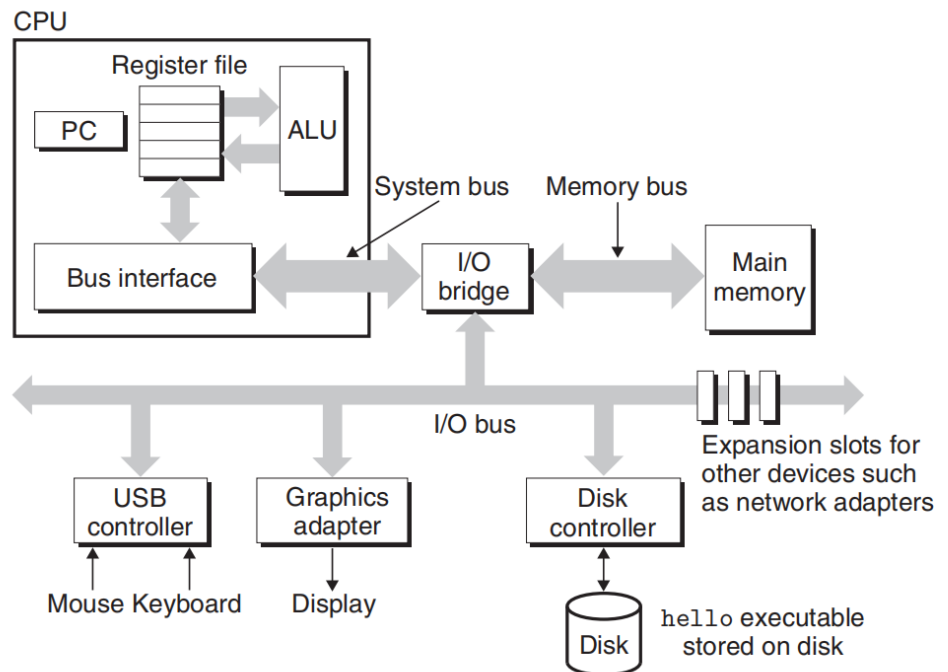 CPU
Register file
PC
ALU
System bus
Memory bus
Bus interface
I/O
bridge
Main
memory
I/O bus
Expansion slots for
other devices such
as network adapters
USB
controller
Graphics
adapter
Disk
controller
Mouse Keyboard
Display
Disk
hello executable
stored on disk